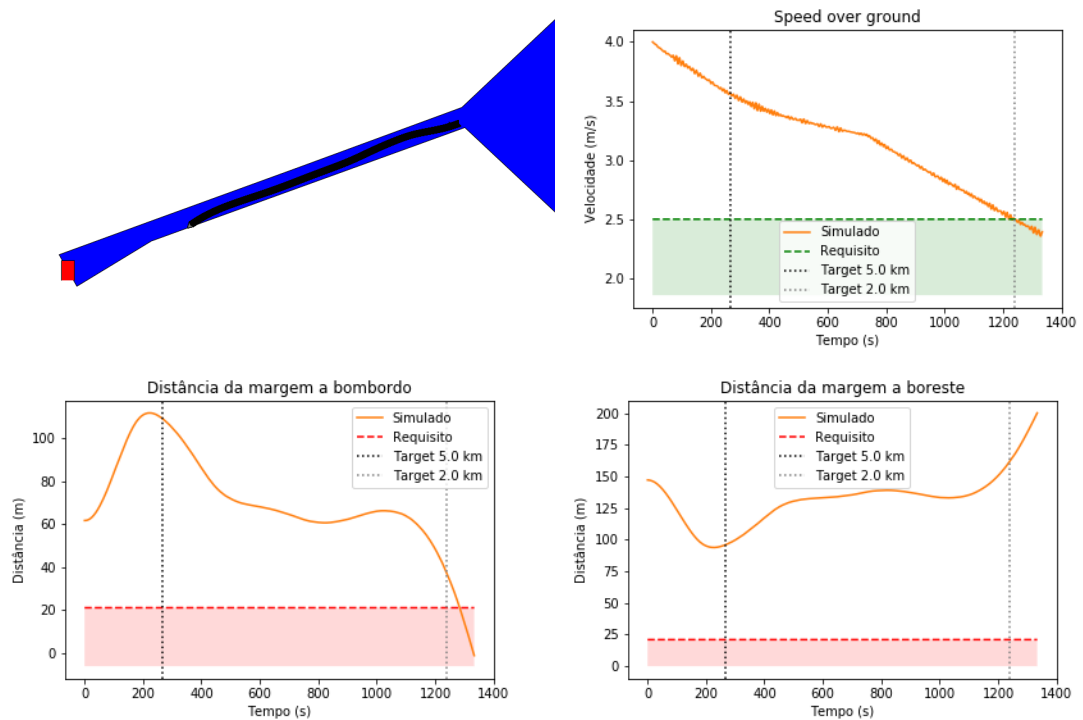 Speed over ground
4.0
3.5
3.0
2.5
2.0
Velocidade (m/s)
Simulado
Requisito
Target 5.0 km
Target 2.0 km
0 200 400 600 800 1000 1200 1400
Tempo (s)
Distância da margem a bombordo
100
80
60
40
20
0
Distância (m)
Simulado
Requisito
Target 5.0 km
Target 2.0 km
0 200 400 600 800 1000 1200 1400
Tempo (s)
Distância da margem a boreste
200
175
150
125
100
75
50
25
0
Distância (m)
Simulado
Requisito
Target 5.0 km
Target 2.0 km
0 200 400 600 800 1000 1200 1400
Tempo (s)